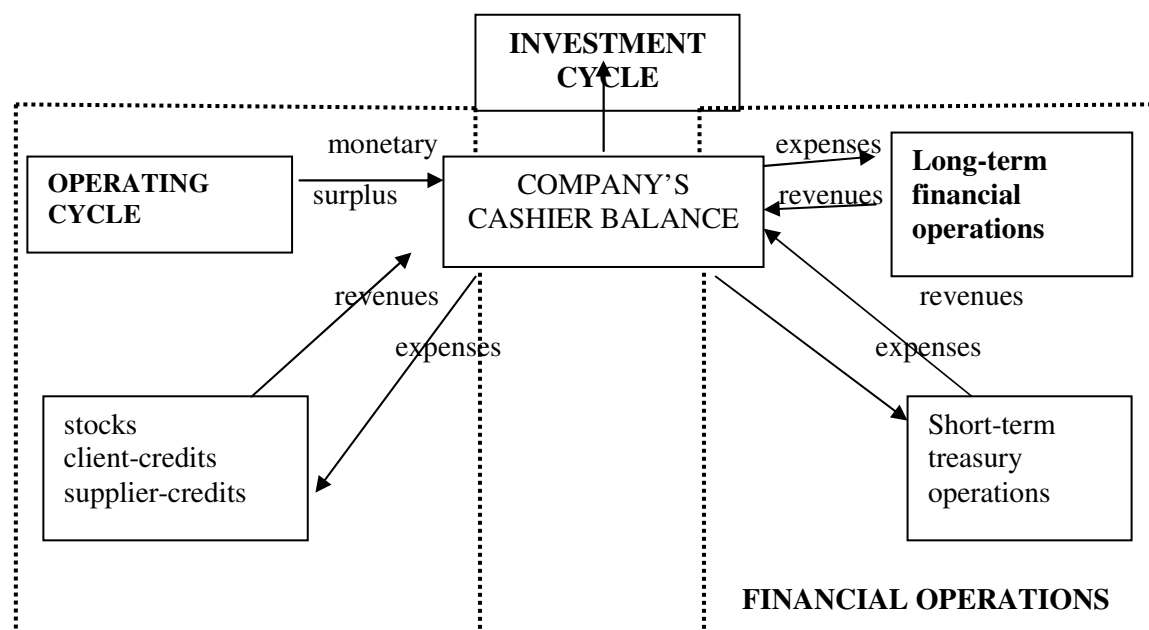 INVESTMENT
CYCLE
monetary
surplus
expenses
revenues
OPERATING
CYCLE
COMPANY’S
CASHIER BALANCE
Long-term
financial
operations
revenues
expenses
revenues
expenses
stocks
client-credits
supplier-credits
Short-term
treasury
operations
FINANCIAL OPERATIONS